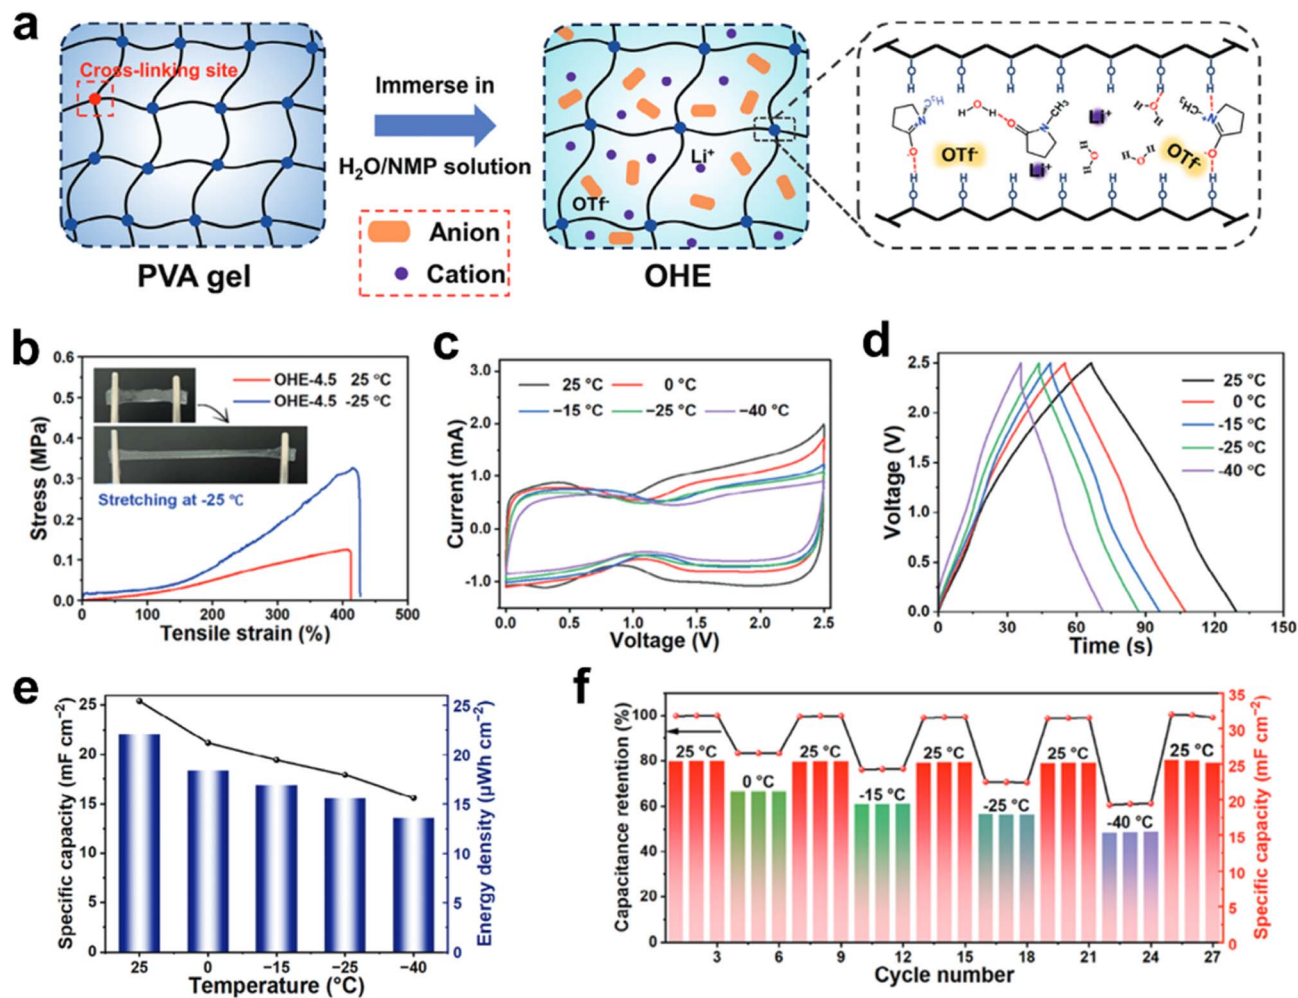 a
Cross-linking site
Immerse in
H₂O/NMP solution
Anion
Cation
PVA gel
Li⁺
OTf⁻
OHE
H H H H H H H
O O O O O O O
H₃C
N
O
H O H
O
N
CH₃
Li⁺
H O H
CH₃
N
O
OTf⁻
Li⁺
H O H
H O H
OTf⁻
H H H H H H H
O O O O O O O
b
Stress (MPa)
0.6
0.5
0.4
0.3
0.2
0.1
0.0
OHE-4.5 25 °C
OHE-4.5 -25 °C
Stretching at -25 ℃
0 100 200 300 400 500
Tensile strain (%)
c
Current (mA)
3.0
2.0
1.0
0.0
-1.0
25 °C 0 °C
−15 °C −25 °C −40 °C
0.0 0.5 1.0 1.5 2.0 2.5
Voltage (V)
d
Voltage (V)
2.5
2.0
1.5
1.0
0.5
0.0
25 °C
0 °C
-15 °C
-25 °C
-40 °C
0 30 60 90 120 150
Time (s)
e
Specific capacity (mF cm⁻²)
25
20
15
10
5
0
25 0 −15 −25 −40
Temperature (°C)
25
20
15
10
5
0
Energy density (μWh cm⁻²)
f
Capacitance retention (%)
100
80
60
40
20
0
25 °C 0 °C 25 °C -15 °C 25 °C -25 °C 25 °C -40 °C 25 °C
3 6 9 12 15 18 21 24 27
Cycle number
35
30
25
20
15
10
5
0
Specific capacity (mF cm⁻²)